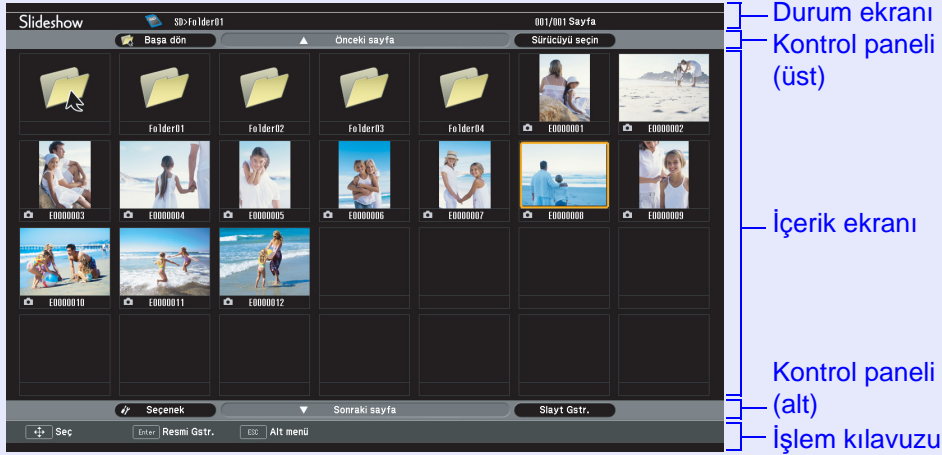 Slideshow SD>Folder01 001/001 Sayfa
Durum ekranı
Başa dön ▲ Önceki sayfa Sürücüyü seçin
Kontrol paneli
(üst)
Folder01 Folder02 Folder03 Folder04 E0000001 E0000002
E0000003 E0000004 E0000005 E0000006 E0000007 E0000008 E0000009
İçerik ekranı
E0000010 E0000011 E0000012
Kontrol paneli
(alt)
Seçenek ▼ Sonraki sayfa Slayt Gstr.
Seç Enter Resmi Gstr. ESC Alt menü
İşlem kılavuzu